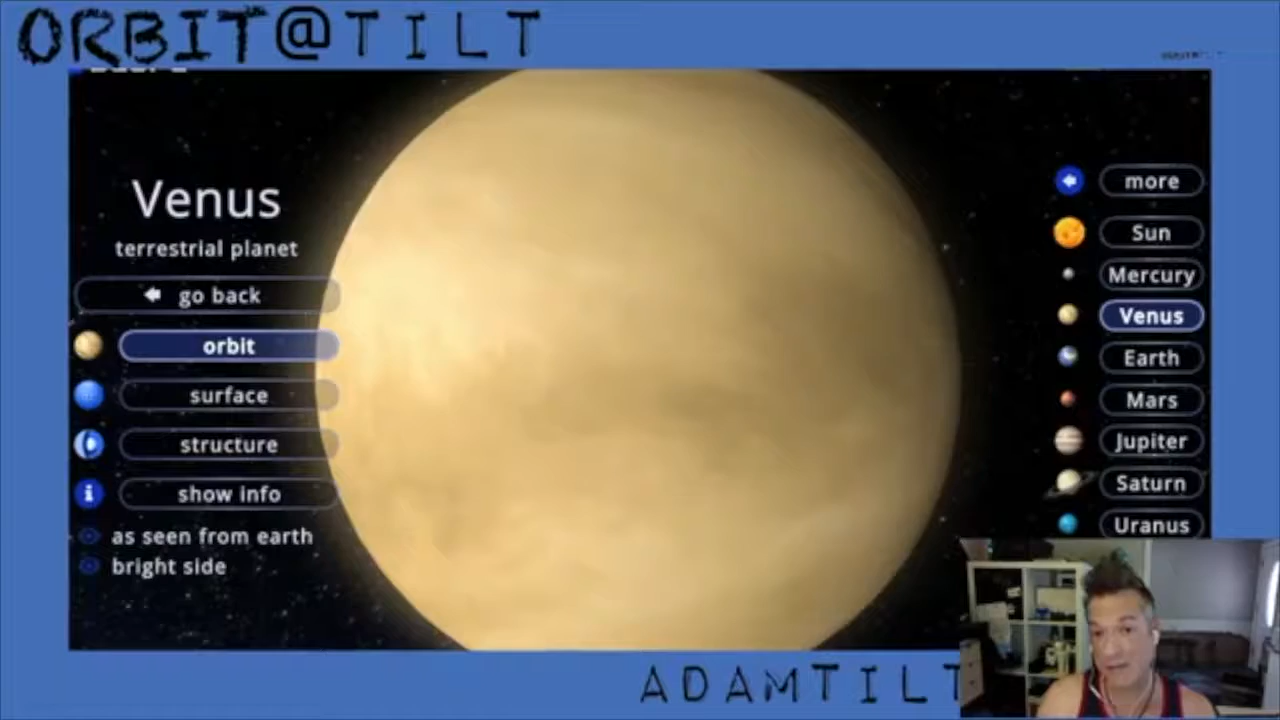 ORBIT@TILT
Venus
terrestrial planet
go back
orbit
surface
structure
show info
as seen from earth
bright side
more
Sun
Mercury
Venus
Earth
Mars
Jupiter
Saturn
Uranus
ADAMTILT